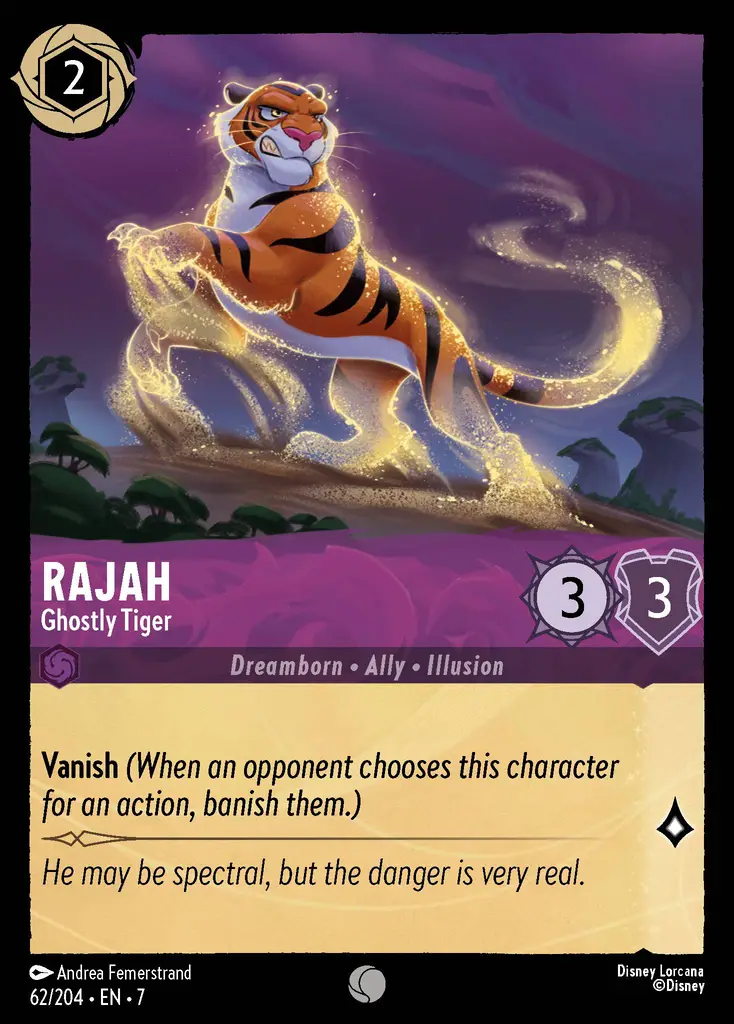 2
RAJAH
Ghostly Tiger
3
3
Dreamborn • Ally • Illusion
Vanish (When an opponent chooses this character
for an action, banish them.)
He may be spectral, but the danger is very real.
Andrea Femerstrand
62/204 • EN • 7
Disney Lorcana
©Disney